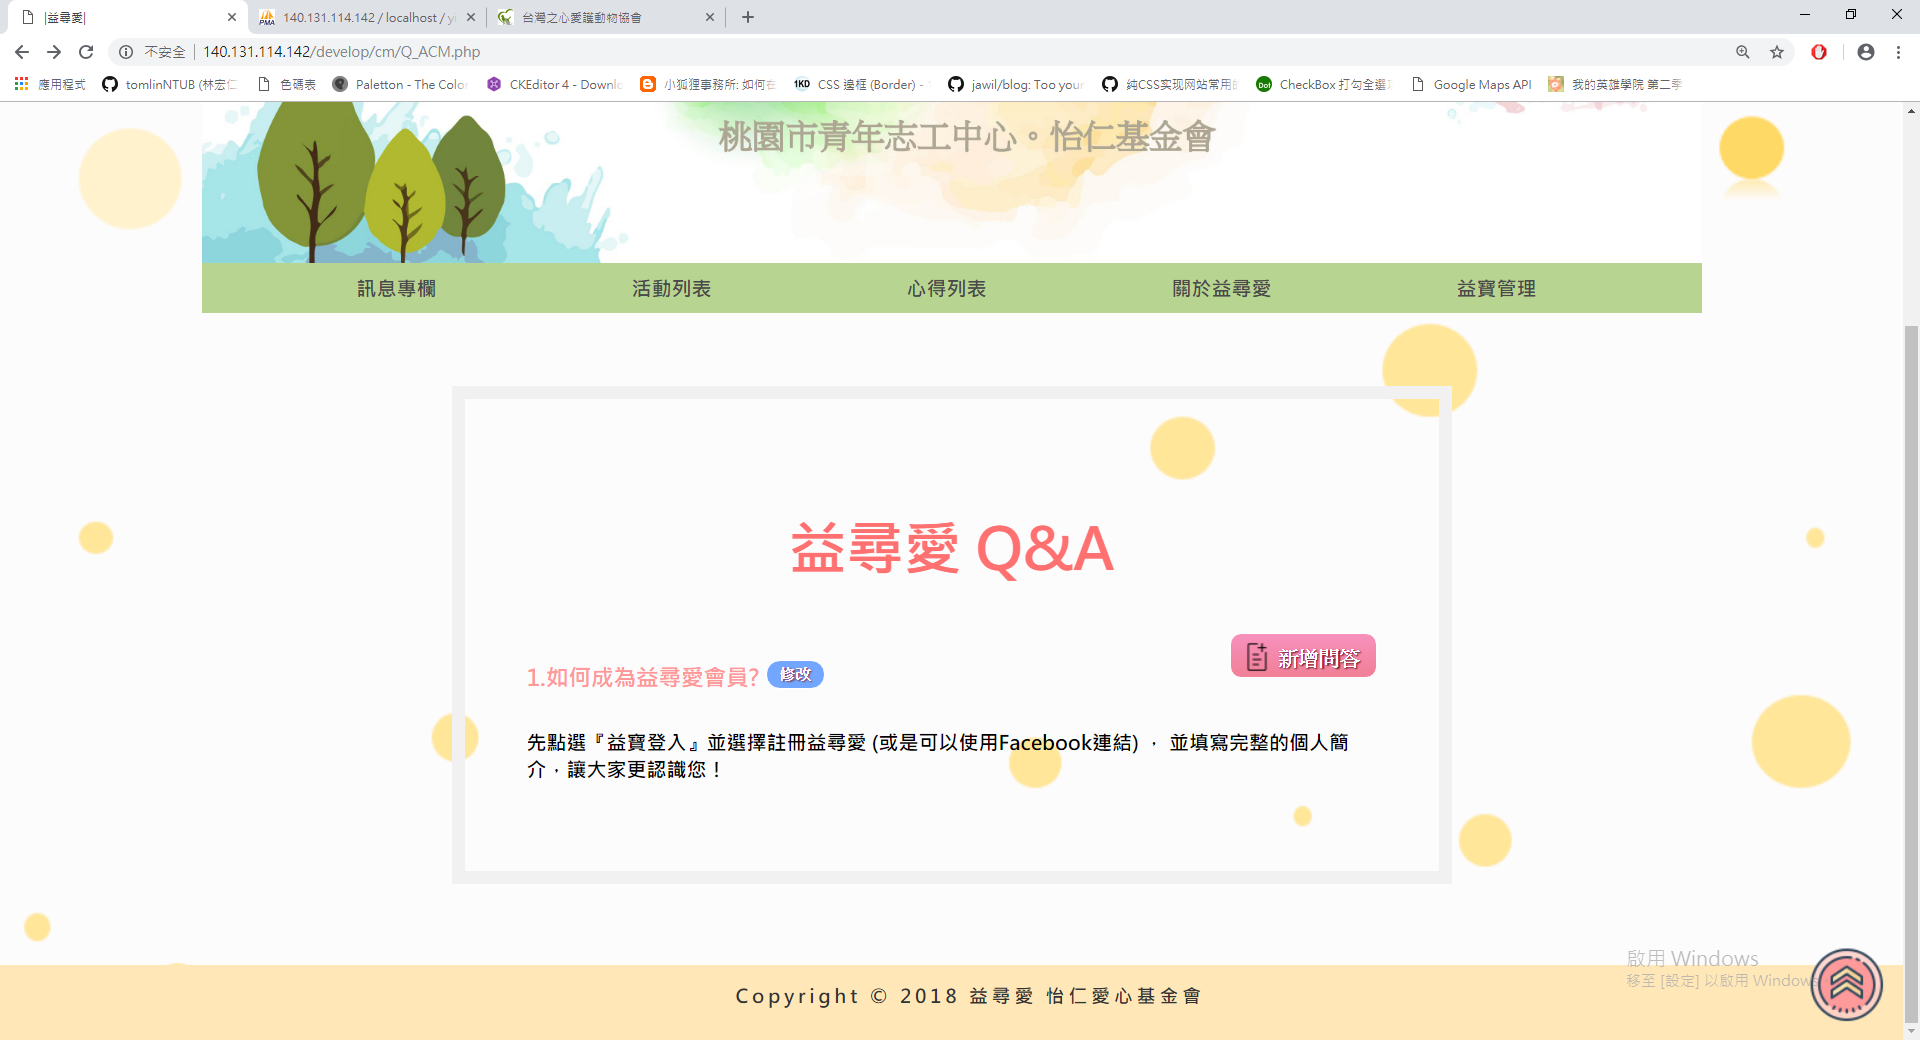 |益尋愛|
140.131.114.142 / localhost / yi
台灣之心愛護動物協會
不安全
140.131.114.142/develop/cm/Q_ACM.php
應用程式
tomlinNTUB (林宏仁
色碼表
Paletton - The Color
CKEditor 4 - Downlo
小狐狸事務所: 如何在
1KD CSS 邊框 (Border) -
jawil/blog: Too your
純CSS实现网站常用的
Dof CheckBox 打勾全選
Google Maps API
我的英雄學院 第二季
桃園市青年志工中心。怡仁基金會
訊息專欄
活動列表
心得列表
關於益尋愛
益寶管理
益尋愛 Q&A
新增問答
1.如何成為益尋愛會員?
修改
先點選『益寶登入』並選擇註冊益尋愛 (或是可以使用Facebook連結) ， 並填寫完整的個人簡
介，讓大家更認識您！
啟用 Windows
移至 [設定] 以啟用 Windows
Copyright © 2018 益尋愛 怡仁愛心基金會